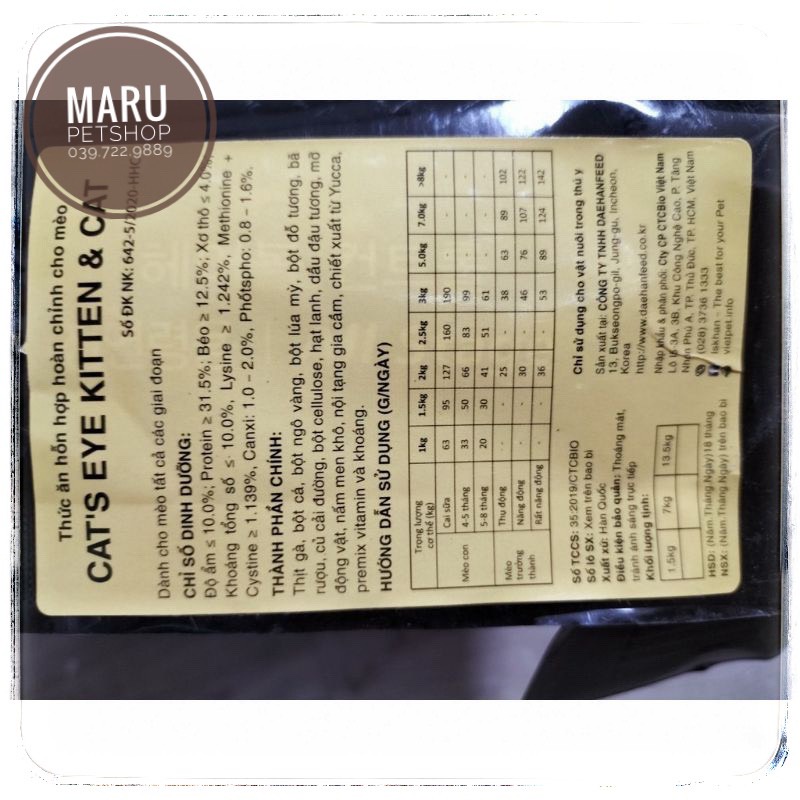 MARU
PETSHOP
039.722.9889
Thức ăn hỗn hợp hoàn chỉnh cho mèo
CAT'S EYE KITTEN & CAT
Số ĐK NK: 642-5/2020-HHC
Dành cho mèo tất cả các giai đoạn
CHỈ SỐ DINH DƯỠNG:
Độ ẩm ≤ 10.0%; Protein ≥ 31.5%; Béo ≥ 12.5%; Xơ thô ≤ 4.0%
Khoáng tổng số ≤ 10.0%, Lysine ≥ 1.242%, Methionine +
Cystine ≥ 1.139%, Canxi: 1.0 - 2.0%, Phốtspho: 0.8 - 1.6%.
THÀNH PHẦN CHÍNH:
Thịt gà, bột cá, bột ngô vàng, bột lúa mỳ, bột đỗ tương, bã
rượu, củ cải đường, bột cellulose, hạt lanh, dầu đậu tương, mỡ
động vật, nấm men khô, nội tạng gia cầm, chiết xuất từ Yucca,
premix vitamin và khoáng.
HƯỚNG DẪN SỬ DỤNG (G/NGÀY)
Trọng lượng cơ thể (kg) 1kg 1.5kg 2kg 2.5kg 3kg 5.0kg 7.0kg >8kg
Mèo con Cai sữa 63 95 127 160 190 - - -
4-5 tháng 33 50 66 83 99 - - -
5-8 tháng 20 30 41 51 61 - - -
Mèo trưởng thành Thụ động - - 25 - 38 63 89 102
Năng động - - 30 - 46 76 107 122
Rất năng động - - 36 - 53 89 124 142
Số TCCS: 35:2019/CTCBIO
Số lô SX: Xem trên bao bì
Xuất xứ: Hàn Quốc
Điều kiện bảo quản: Thoáng mát,
tránh ánh sáng trực tiếp
Khối lượng tịnh:
1.5kg 7kg 13.5kg
HSD: (Năm.Tháng.Ngày)18 tháng
NSX: (Năm.Tháng.Ngày) trên bao bì
Chỉ sử dụng cho vật nuôi trong thú y
Sản xuất tại: CÔNG TY TNHH DAEHANFEED
13, Bukseongpo-gil, Jung-gu, Incheon,
Korea
http://www.daehanfeed.co.kr
Nhập khẩu & phân phối: Cty CP CTCBio Việt Nam
Lô I3-3A, 3B, Khu Công Nghệ Cao, P. Tăng
Nhơn Phú A, TP. Thủ Đức, TP. HCM, Việt Nam
(028) 3736 1333
Iskhan - The best for your Pet
vietpet.info